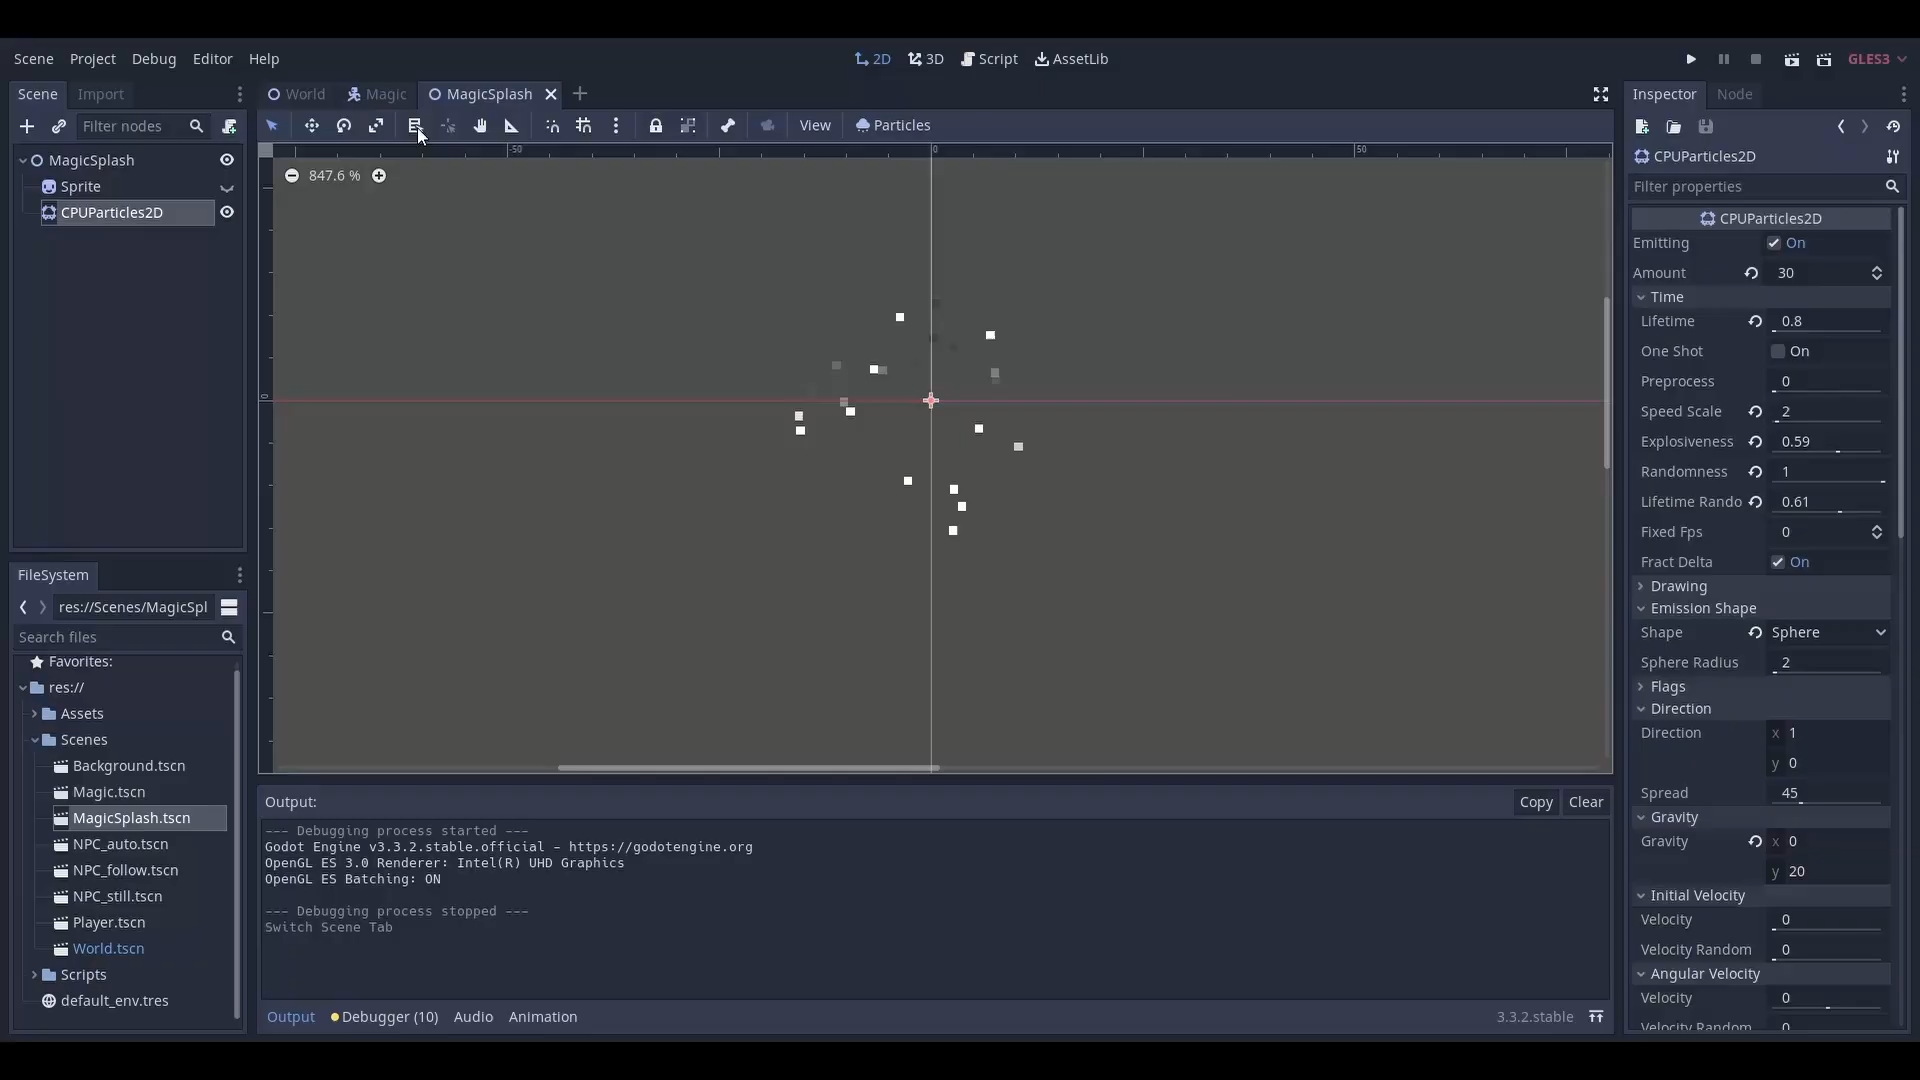 Scene Project Debug Editor Help
2D 3D Script AssetLib
GLES3
Scene Import
World Magic MagicSplash
Inspector Node
Filter nodes
View Particles
-50 0 50
MagicSplash
Sprite
CPUParticles2D
847.6 %
0
CPUParticles2D
Filter properties
CPUParticles2D
Emitting On
Amount 30
Time
Lifetime 0.8
One Shot On
Preprocess 0
Speed Scale 2
Explosiveness 0.59
Randomness 1
Lifetime Rando 0.61
Fixed Fps 0
Fract Delta On
Drawing
Emission Shape
Shape Sphere
Sphere Radius 2
Flags
Direction
Direction x 1
y 0
Spread 45
Gravity
Gravity x 0
y 20
Initial Velocity
Velocity 0
Velocity Random 0
Angular Velocity
Velocity 0
Velocity Random 0
FileSystem
res://Scenes/MagicSpl
Search files
Favorites:
res://
Assets
Scenes
Background.tscn
Magic.tscn
MagicSplash.tscn
NPC_auto.tscn
NPC_follow.tscn
NPC_still.tscn
Player.tscn
World.tscn
Scripts
default_env.tres
Output: Copy Clear
--- Debugging process started ---
Godot Engine v3.3.2.stable.official - https://godotengine.org
OpenGL ES 3.0 Renderer: Intel(R) UHD Graphics
OpenGL ES Batching: ON
--- Debugging process stopped ---
Switch Scene Tab
Output Debugger (10) Audio Animation 3.3.2.stable